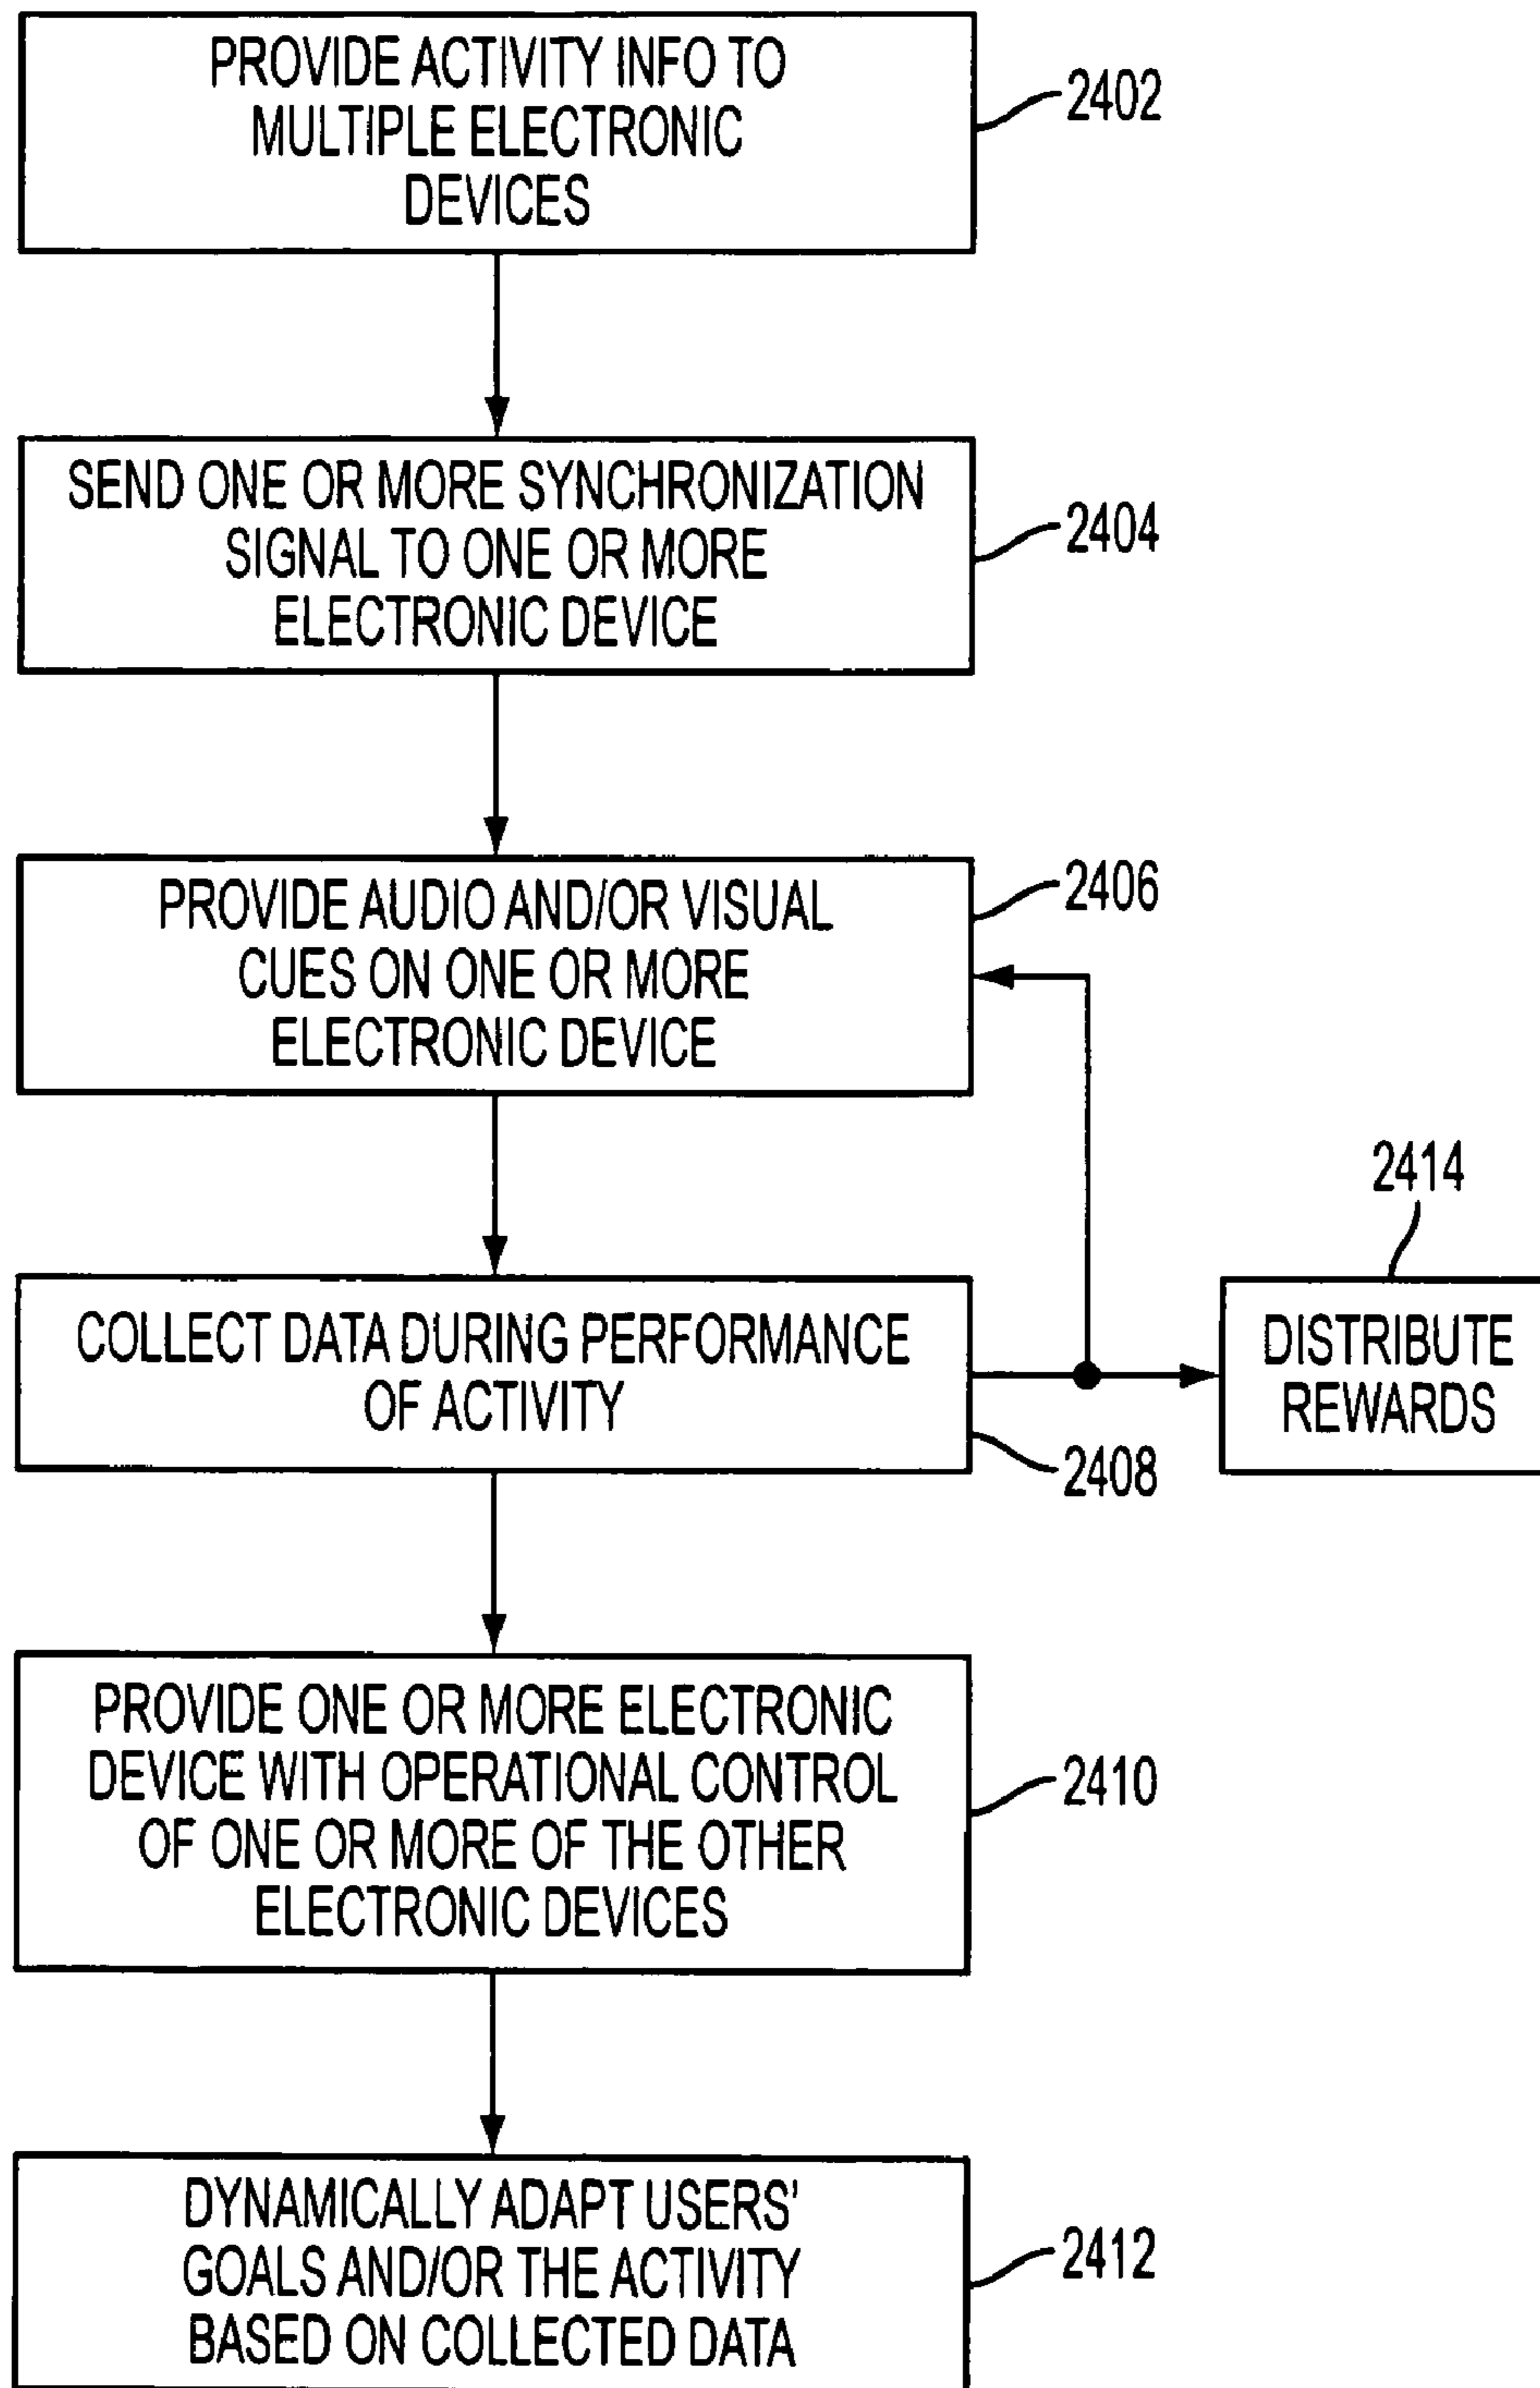 PROVIDE ACTIVITY INFO TO
MULTIPLE ELECTRONIC
DEVICES
2402
SEND ONE OR MORE SYNCHRONIZATION
SIGNAL TO ONE OR MORE
ELECTRONIC DEVICE
2404
PROVIDE AUDIO AND/OR VISUAL
CUES ON ONE OR MORE
ELECTRONIC DEVICE
2406
COLLECT DATA DURING PERFORMANCE
OF ACTIVITY
2408
2414
DISTRIBUTE
REWARDS
PROVIDE ONE OR MORE ELECTRONIC
DEVICE WITH OPERATIONAL CONTROL
OF ONE OR MORE OF THE OTHER
ELECTRONIC DEVICES
2410
DYNAMICALLY ADAPT USERS'
GOALS AND/OR THE ACTIVITY
BASED ON COLLECTED DATA
2412